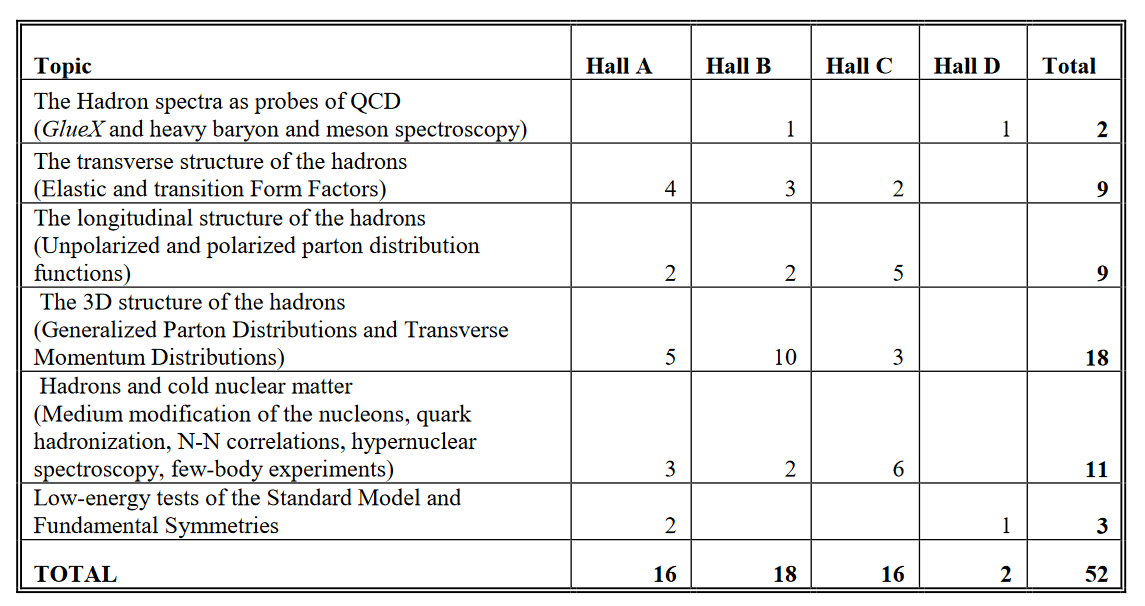 Topic Hall A Hall B Hall C Hall D Total
The Hadron spectra as probes of QCD
(GlueX and heavy baryon and meson spectroscopy) 1 1 2
The transverse structure of the hadrons
(Elastic and transition Form Factors) 4 3 2 9
The longitudinal structure of the hadrons
(Unpolarized and polarized parton distribution
functions) 2 2 5 9
The 3D structure of the hadrons
(Generalized Parton Distributions and Transverse
Momentum Distributions) 5 10 3 18
Hadrons and cold nuclear matter
(Medium modification of the nucleons, quark
hadronization, N-N correlations, hypernuclear
spectroscopy, few-body experiments) 3 2 6 11
Low-energy tests of the Standard Model and
Fundamental Symmetries 2 1 3
TOTAL 16 18 16 2 52